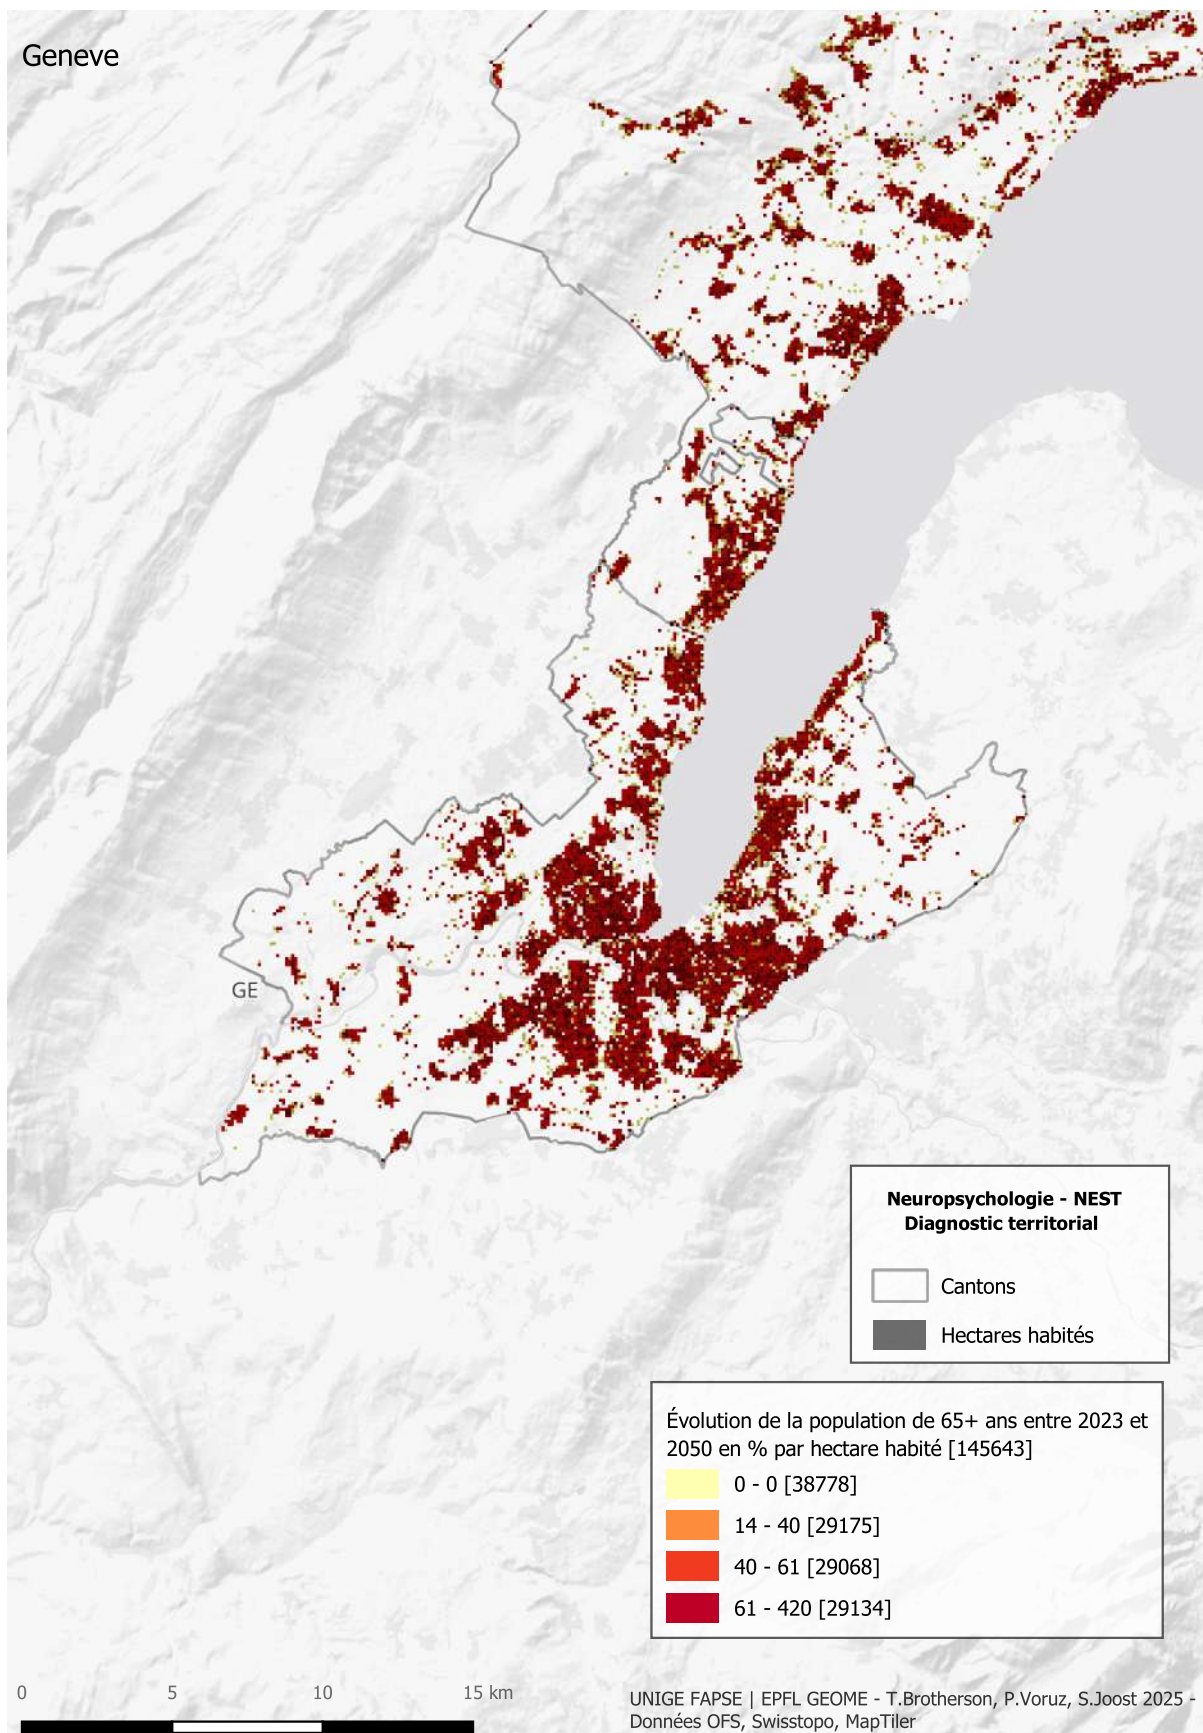 Geneve
GE
Neuropsychologie - NEST
Diagnostic territorial
Cantons
Hectares habités
Évolution de la population de 65+ ans entre 2023 et
2050 en % par hectare habité [145643]
0 - 0 [38778]
14 - 40 [29175]
40 - 61 [29068]
61 - 420 [29134]
0 5 10 15 km
UNIGE FAPSE | EPFL GEOME - T.Brotherson, P.Voruz, S.Joost 2025 -
Données OFS, Swisstopo, MapTiler